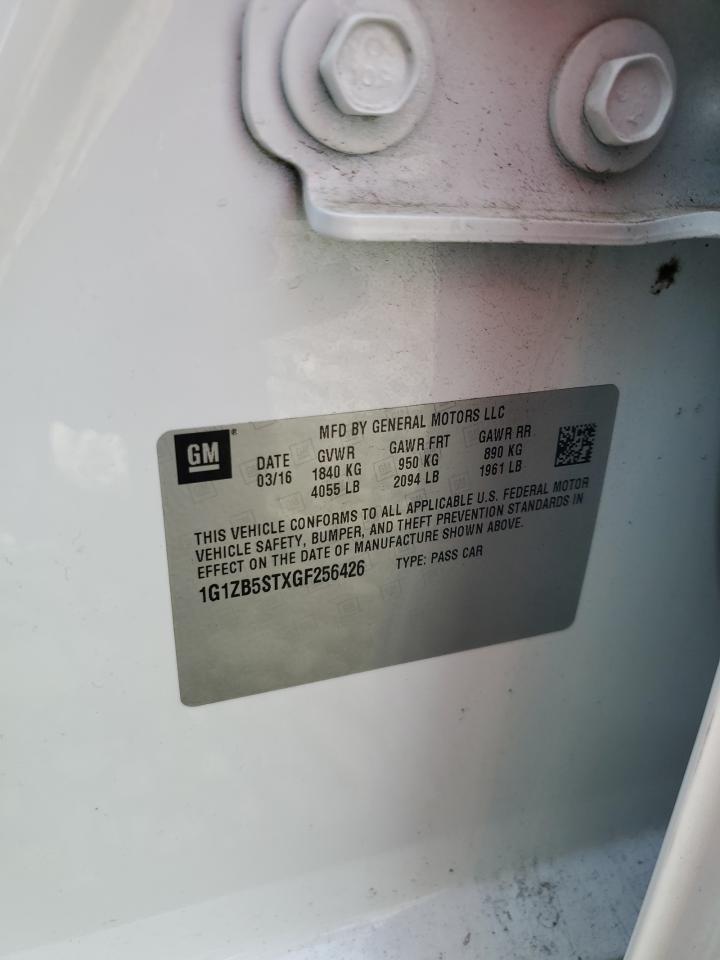 GM
MFD BY GENERAL MOTORS LLC
DATE GVWR GAWR FRT GAWR RR
03/16 1840 KG 950 KG 890 KG
4055 LB 2094 LB 1961 LB
THIS VEHICLE CONFORMS TO ALL APPLICABLE U.S. FEDERAL MOTOR
VEHICLE SAFETY, BUMPER, AND THEFT PREVENTION STANDARDS IN
EFFECT ON THE DATE OF MANUFACTURE SHOWN ABOVE.
1G1ZB5STXGF256426 TYPE: PASS CAR